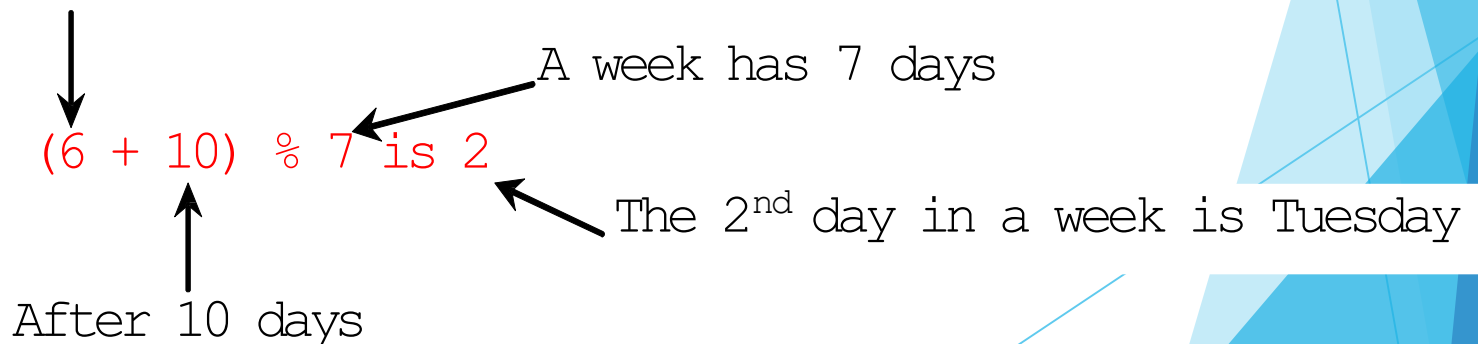 A week has 7 days
(6 + 10) % 7 is 2
The 2nd day in a week is Tuesday
After 10 days